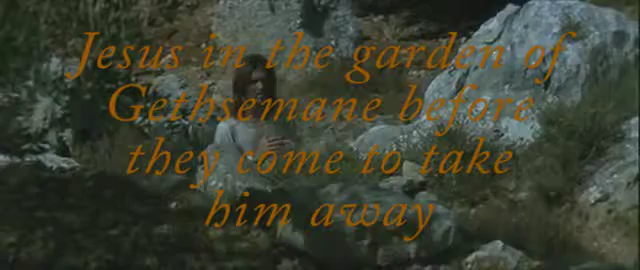 Jesus in the garden of
Gethsemane before
they come to take
him away